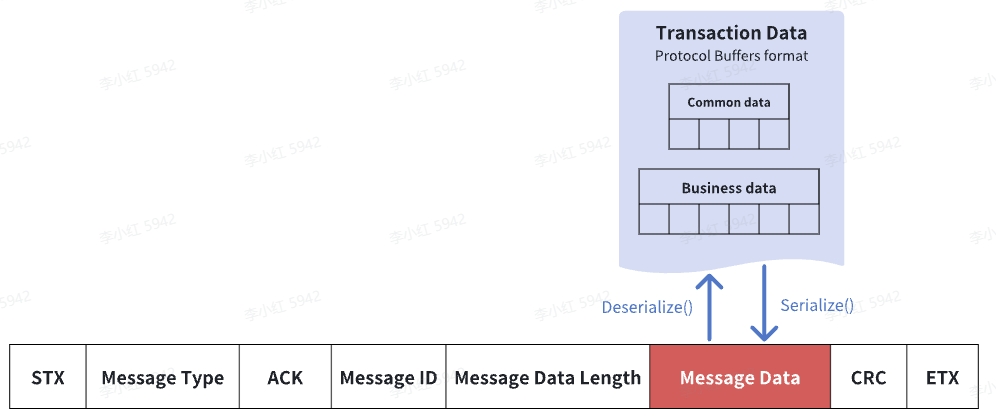 Transaction Data
Protocol Buffers format
Common data
Business data
Deserialize()
Serialize()
STX
Message Type
ACK
Message ID
Message Data Length
Message Data
CRC
ETX
李小红 5942